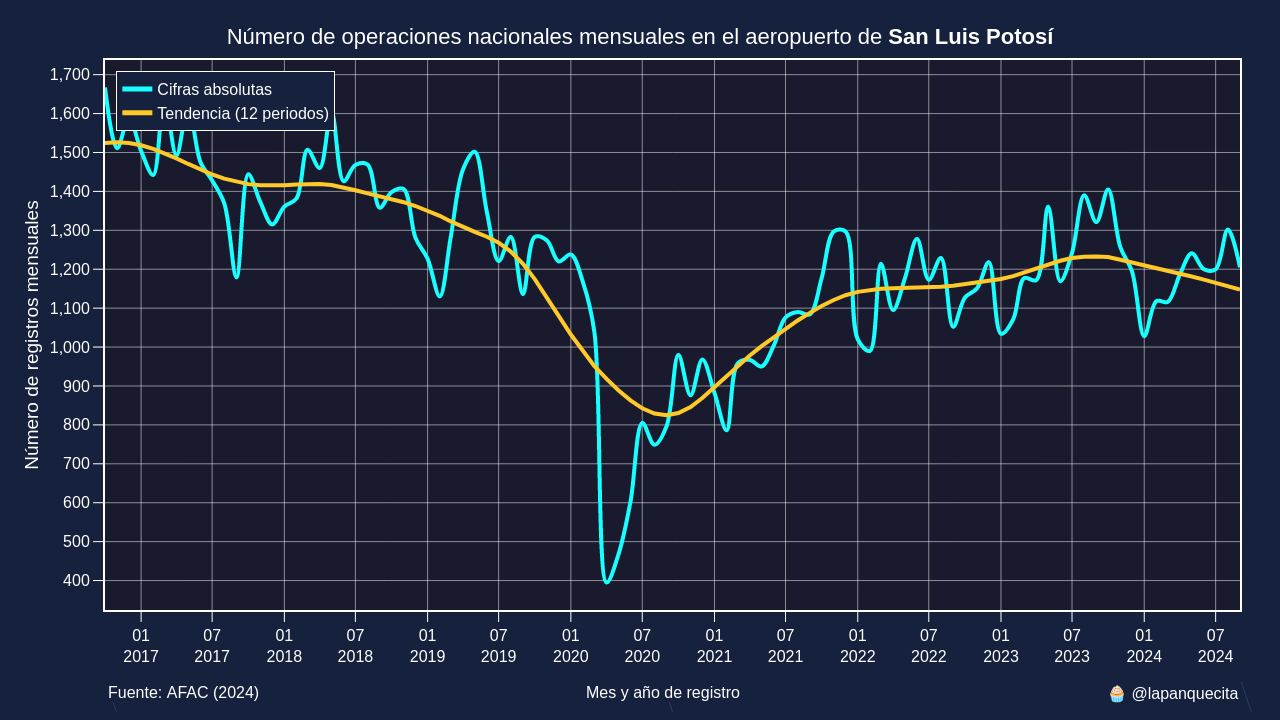 Número de operaciones nacionales mensuales en el aeropuerto de San Luis Potosí
Cifras absolutas
Tendencia (12 periodos)
Número de registros mensuales
1,700
1,600
1,500
1,400
1,300
1,200
1,100
1,000
900
800
700
600
500
400
01 07 01 07 01 07 01 07 01 07 01 07 01 07 01 07
2017 2017 2018 2018 2019 2019 2020 2020 2021 2021 2022 2022 2023 2023 2024 2024
Fuente: AFAC (2024) Mes y año de registro 🧁 @lapanquecita